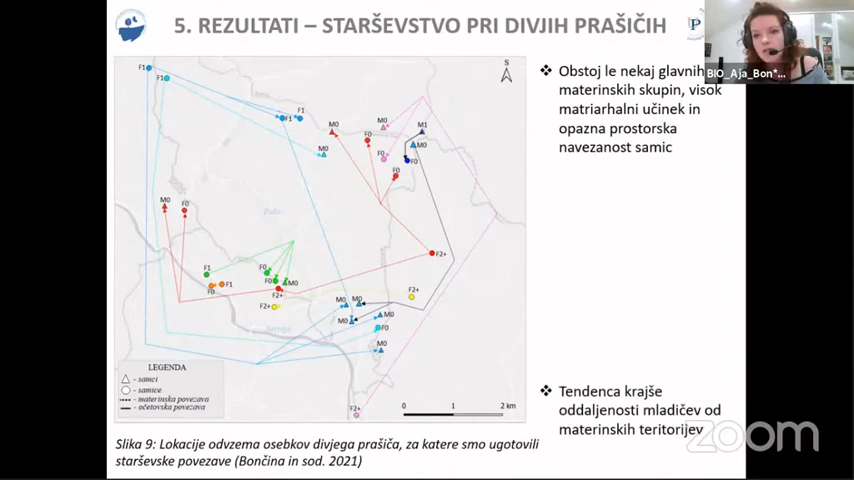 5. REZULTATI – STARŠEVSTVO PRI DIVJIH PRAŠIČIH
P
BIO_Aja_Bon*...
❖ Obstoj le nekaj glavnih
materinskih skupin, visok
matriarhalni učinek in
opazna prostorska
navezanost samic
S
F1
F1
F1
F1
M0
M0
M0
M1
F0
M0
F0
F0
F0
M0
F0
F2+
F1
F0
F0
M0
F1
F0
F2+
F2+
F2+
M0
M0
M0
M0
F0
M0
F2+
LEGENDA
- samci
- samice
- materinska povezava
- očetovska povezava
0 1 2 km
❖ Tendenca krajše
oddaljenosti mladičev od
materinskih teritorijev
zoom
Slika 9: Lokacije odvzema osebkov divjega prašiča, za katere smo ugotovili
starševske povezave (Bončina in sod. 2021)